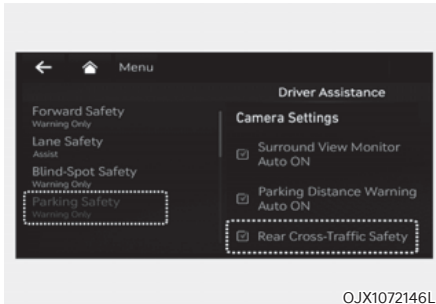 Menu
Driver Assistance
Forward Safety
Warning Only
Lane Safety
Assist
Blind-Spot Safety
Warning Only
Parking Safety
Warning Only
Camera Settings
Surround View Monitor
Auto ON
Parking Distance Warning
Auto ON
Rear Cross-Traffic Safety
OJX1072146L